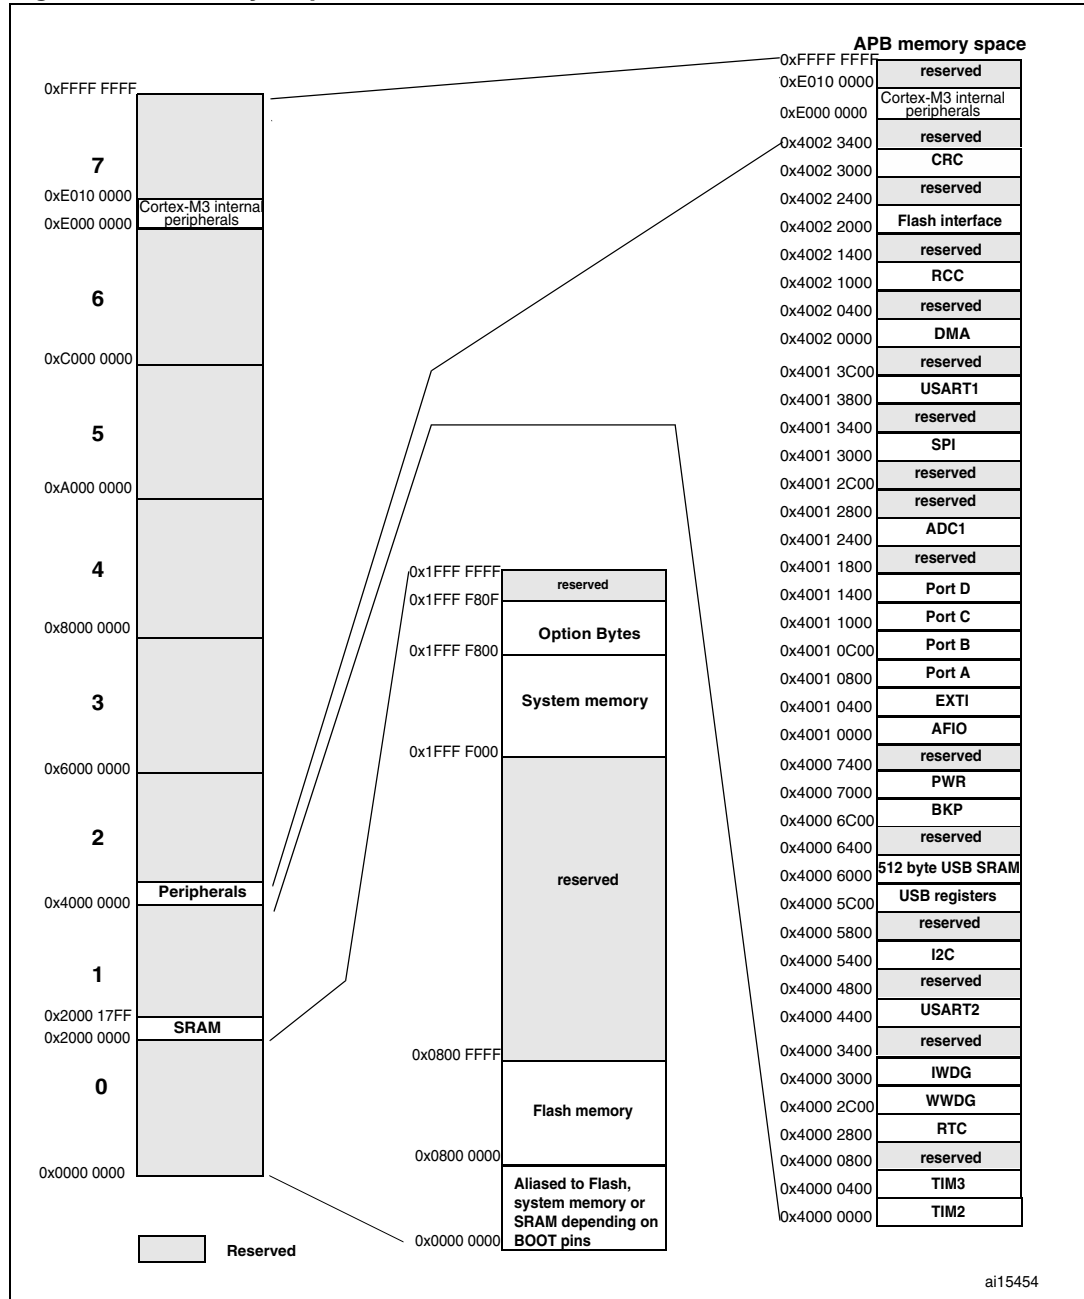 APB memory space
0xFFFF FFFF
7
0xE010 0000
Cortex-M3 internal
peripherals
0xE000 0000
6
0xC000 0000
5
0xA000 0000
4
0x8000 0000
3
0x6000 0000
2
Peripherals
0x4000 0000
1
0x2000 17FF
SRAM
0x2000 0000
0
0x0000 0000
Reserved
0x1FFF FFFF
reserved
0x1FFF F80F
Option Bytes
0x1FFF F800
System memory
0x1FFF F000
reserved
0x0800 FFFF
Flash memory
0x0800 0000
Aliased to Flash,
system memory or
SRAM depending on
BOOT pins
0x0000 0000
0xFFFF FFFF
reserved
0xE010 0000
Cortex-M3 internal
peripherals
0xE000 0000
reserved
0x4002 3400
CRC
0x4002 3000
reserved
0x4002 2400
Flash interface
0x4002 2000
reserved
0x4002 1400
RCC
0x4002 1000
reserved
0x4002 0400
DMA
0x4002 0000
reserved
0x4001 3C00
USART1
0x4001 3800
reserved
0x4001 3400
SPI
0x4001 3000
reserved
0x4001 2C00
reserved
0x4001 2800
ADC1
0x4001 2400
reserved
0x4001 1800
Port D
0x4001 1400
Port C
0x4001 1000
Port B
0x4001 0C00
Port A
0x4001 0800
EXTI
0x4001 0400
AFIO
0x4001 0000
reserved
0x4000 7400
PWR
0x4000 7000
BKP
0x4000 6C00
reserved
0x4000 6400
512 byte USB SRAM
0x4000 6000
USB registers
0x4000 5C00
reserved
0x4000 5800
I2C
0x4000 5400
reserved
0x4000 4800
USART2
0x4000 4400
reserved
0x4000 3400
IWDG
0x4000 3000
WWDG
0x4000 2C00
RTC
0x4000 2800
reserved
0x4000 0800
TIM3
0x4000 0400
TIM2
0x4000 0000
ai15454